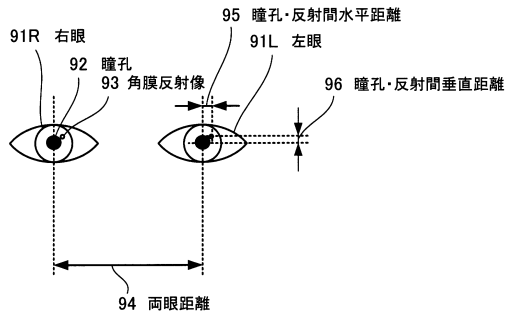 95 瞳孔・反射間水平距離
91R 右眼
91L 左眼
92 瞳孔
93 角膜反射像
96 瞳孔・反射間垂直距離
94 両眼距離